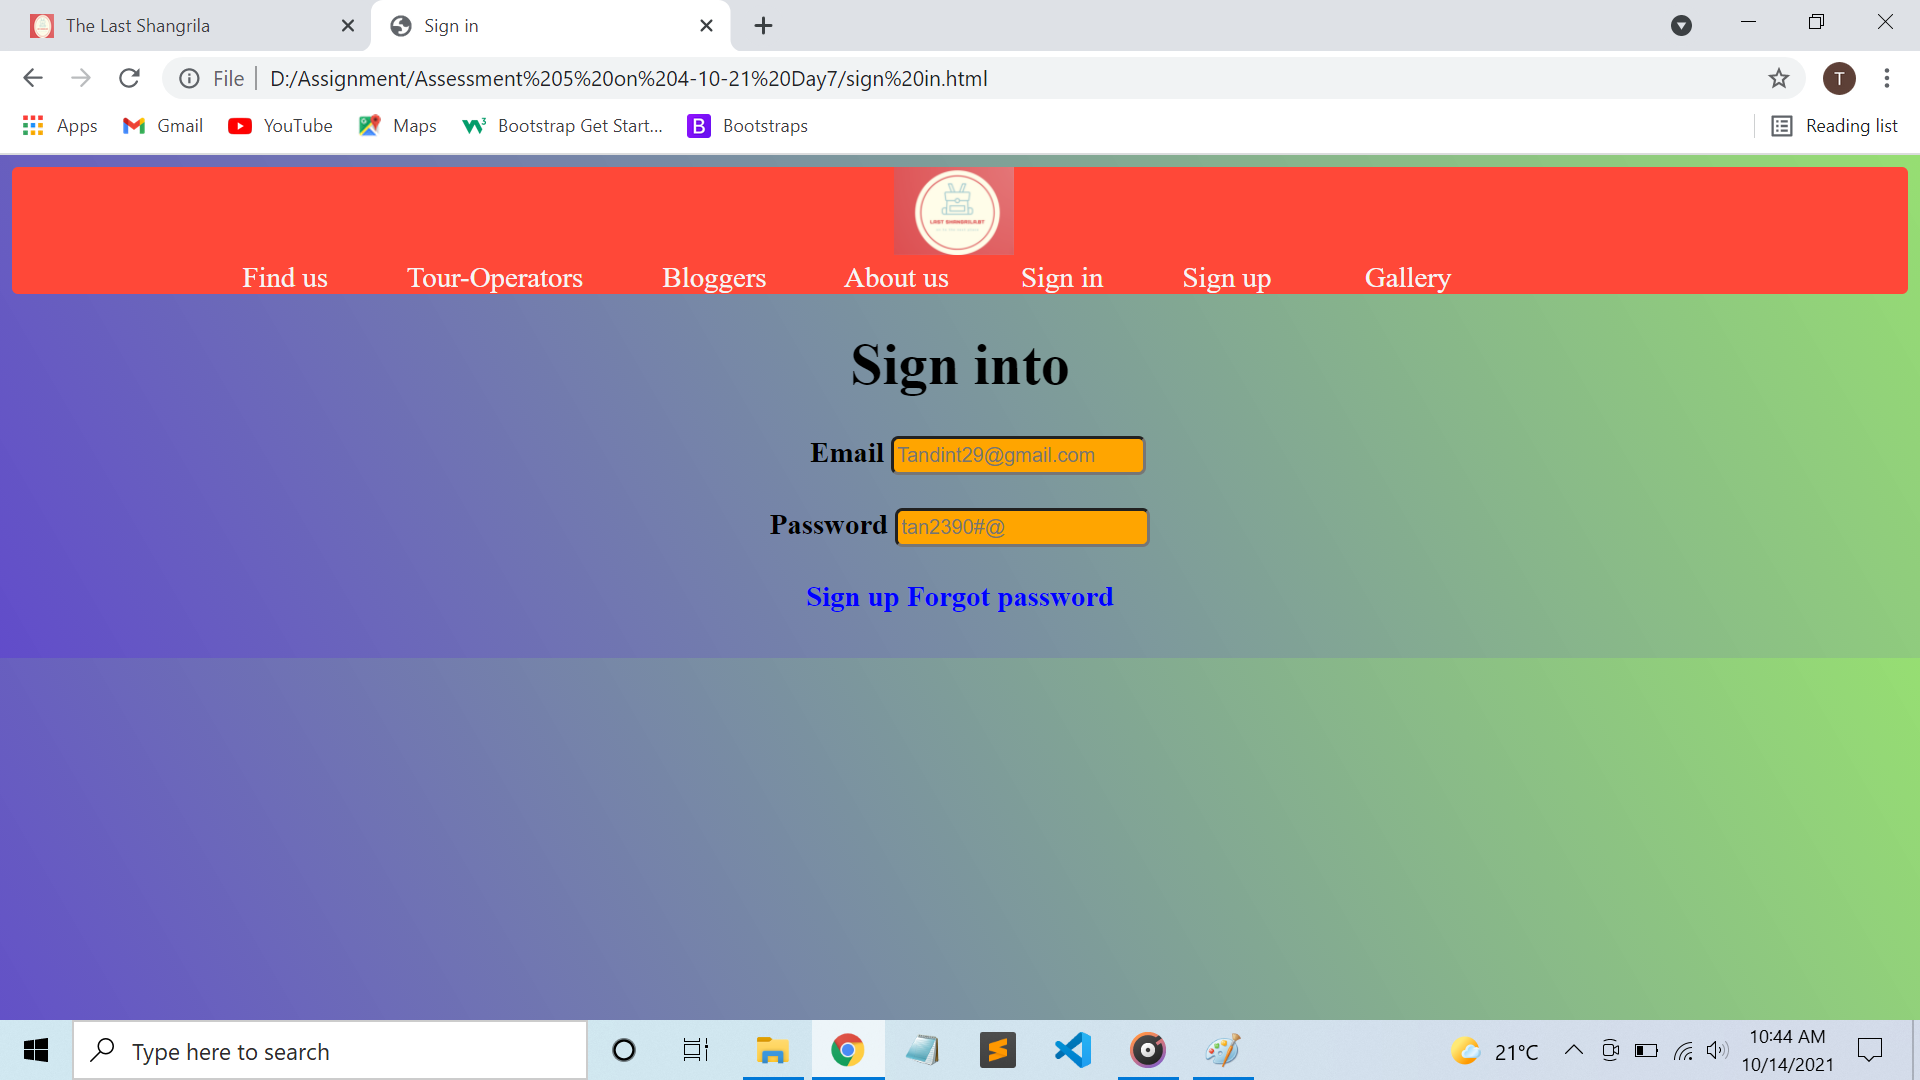 The Last Shangrila
Sign in
File
D:/Assignment/Assessment%205%20on%204-10-21%20Day7/sign%20in.html
T
Apps
Gmail
YouTube
Maps
Bootstrap Get Start...
Bootstraps
Reading list
LAST SHANGRILA.BT
Find us Tour-Operators Bloggers About us Sign in Sign up Gallery
Sign into
Email Tandint29@gmail.com
Password tan2390#@
Sign up Forgot password
Type here to search
21°C
10:44 AM
10/14/2021